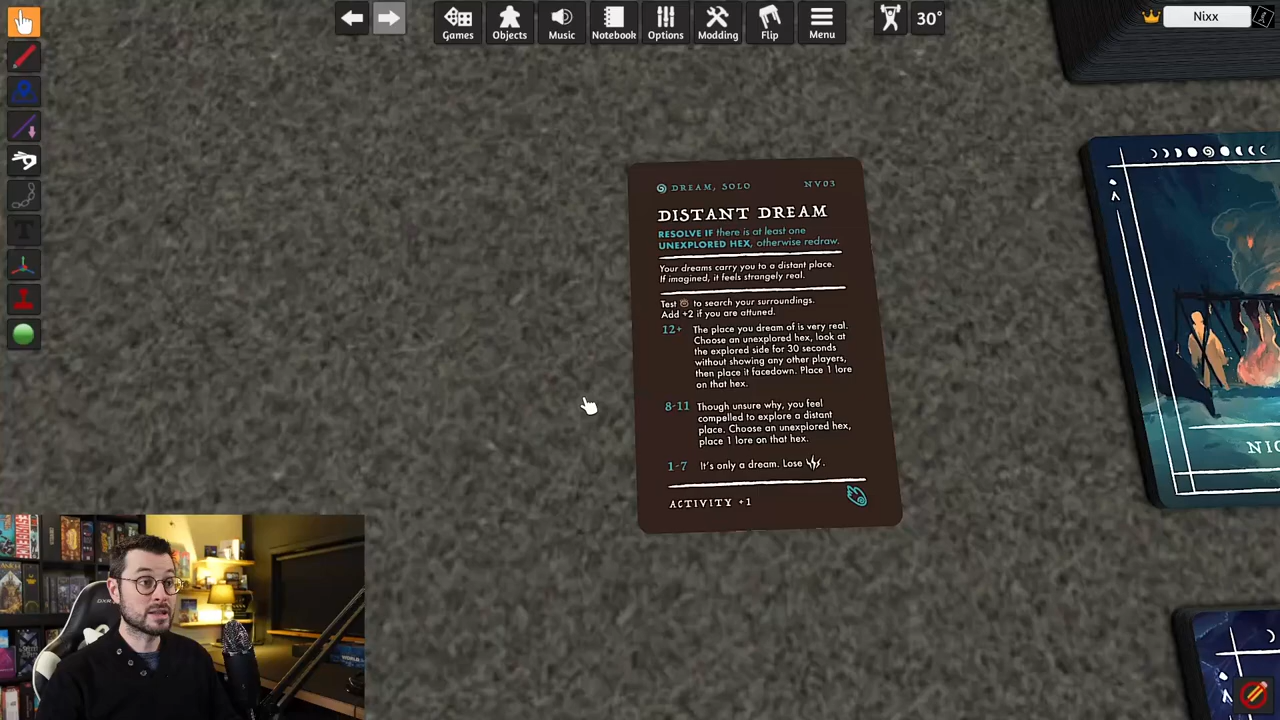 Games Objects Music Notebook Options Modding Flip Menu 30°
Nixx
DREAM, SOLO NV03
DISTANT DREAM
RESOLVE IF there is at least one
UNEXPLORED HEX, otherwise redraw.
Your dreams carry you to a distant place.
If imagined, it feels strangely real.
Test to search your surroundings.
Add +2 if you are attuned.
12+ The place you dream of is very real.
Choose an unexplored hex, look at
the explored side for 30 seconds
without showing any other players,
then place it facedown. Place 1 lore
on that hex.
8-11 Though unsure why, you feel
compelled to explore a distant
place. Choose an unexplored hex,
place 1 lore on that hex.
1-7 It's only a dream. Lose .
ACTIVITY +1
NIG